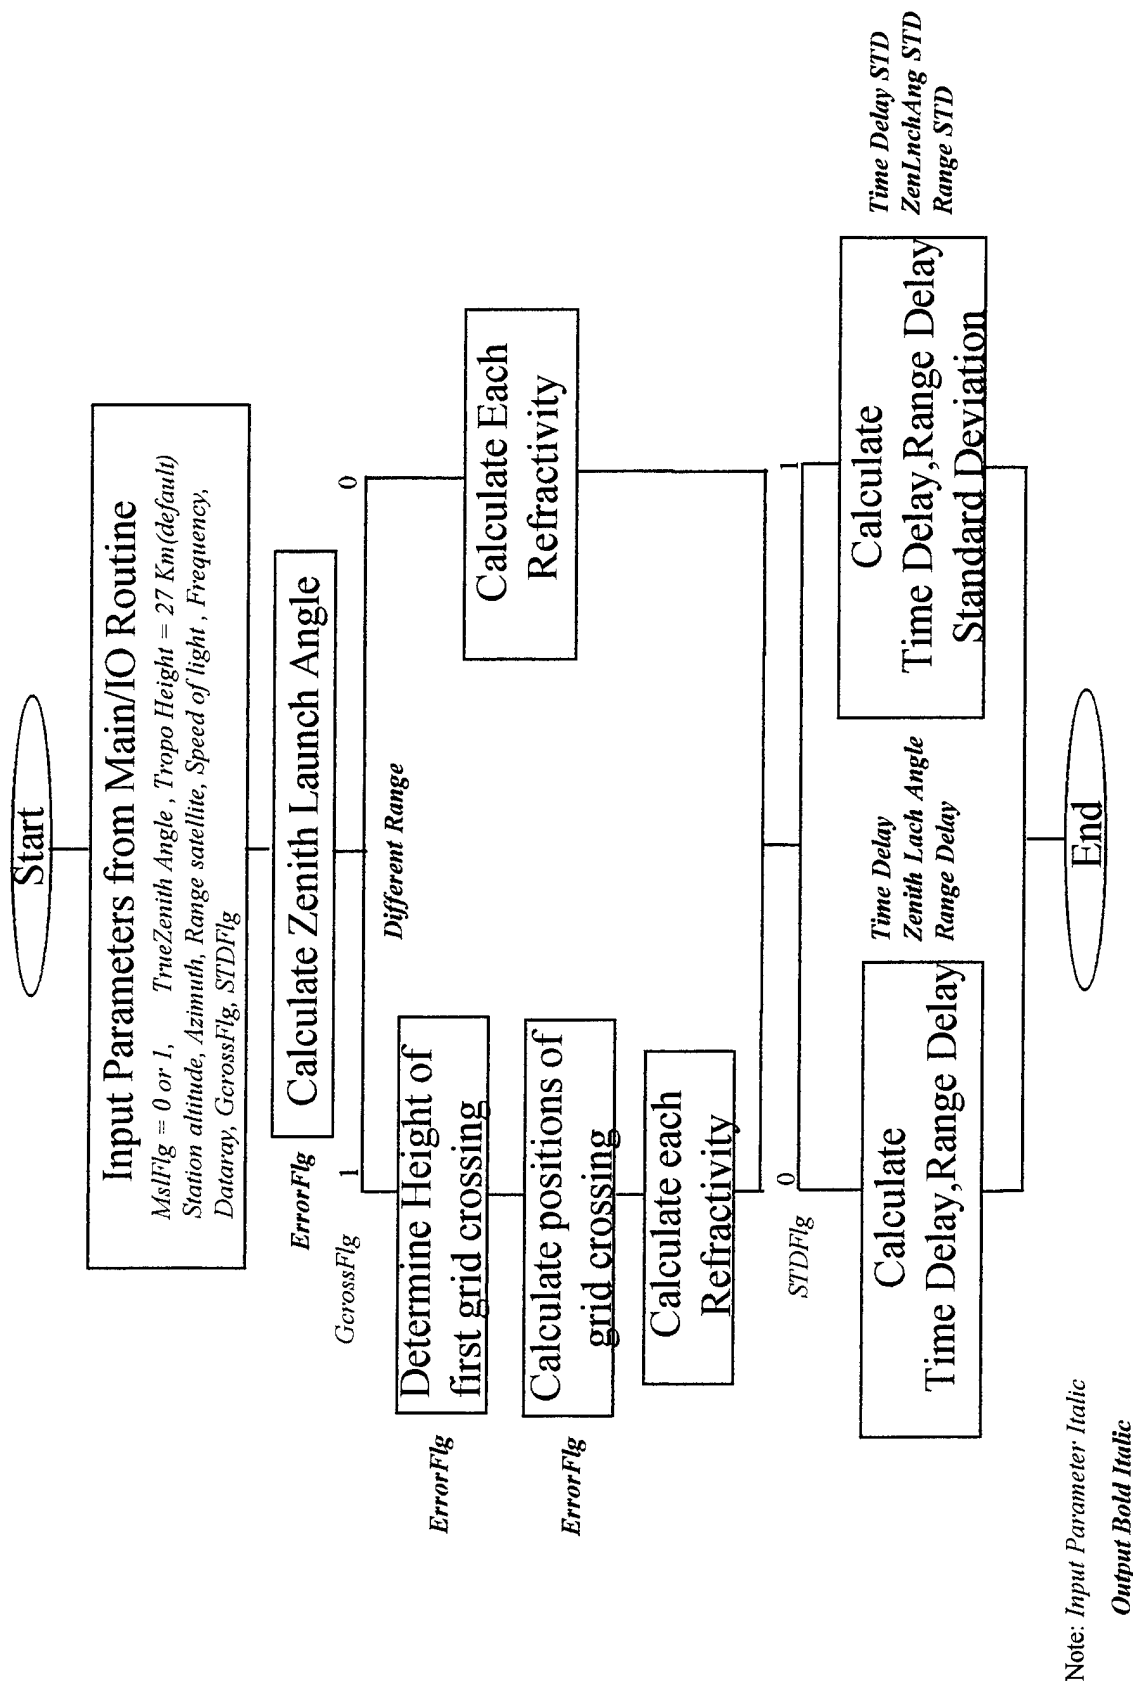 Start
Input Parameters from Main/IO Routine
MslFlg = 0 or 1, TrueZenith Angle , Tropo Height = 27 Km(default)
Station altitude, Azimuth, Range satellite, Speed of light , Frequency,
Dataray, GcrossFlg, STDFlg
ErrorFlg
Calculate Zenith Launch Angle
GcrossFlg
1
0
Different Range
ErrorFlg
Determine Height of
first grid crossing
Calculate Each
Refractivity
ErrorFlg
Calculate positions of
grid crossing
Calculate each
Refractivity
STDFlg
0
1
Calculate
Time Delay,Range Delay
Time Delay
Zenith Lach Angle
Range Delay
Calculate
Time Delay,Range Delay
Standard Deviation
Time Delay STD
ZenLnchAng STD
Range STD
End
Note: Input Parameter Italic
Output Bold Italic